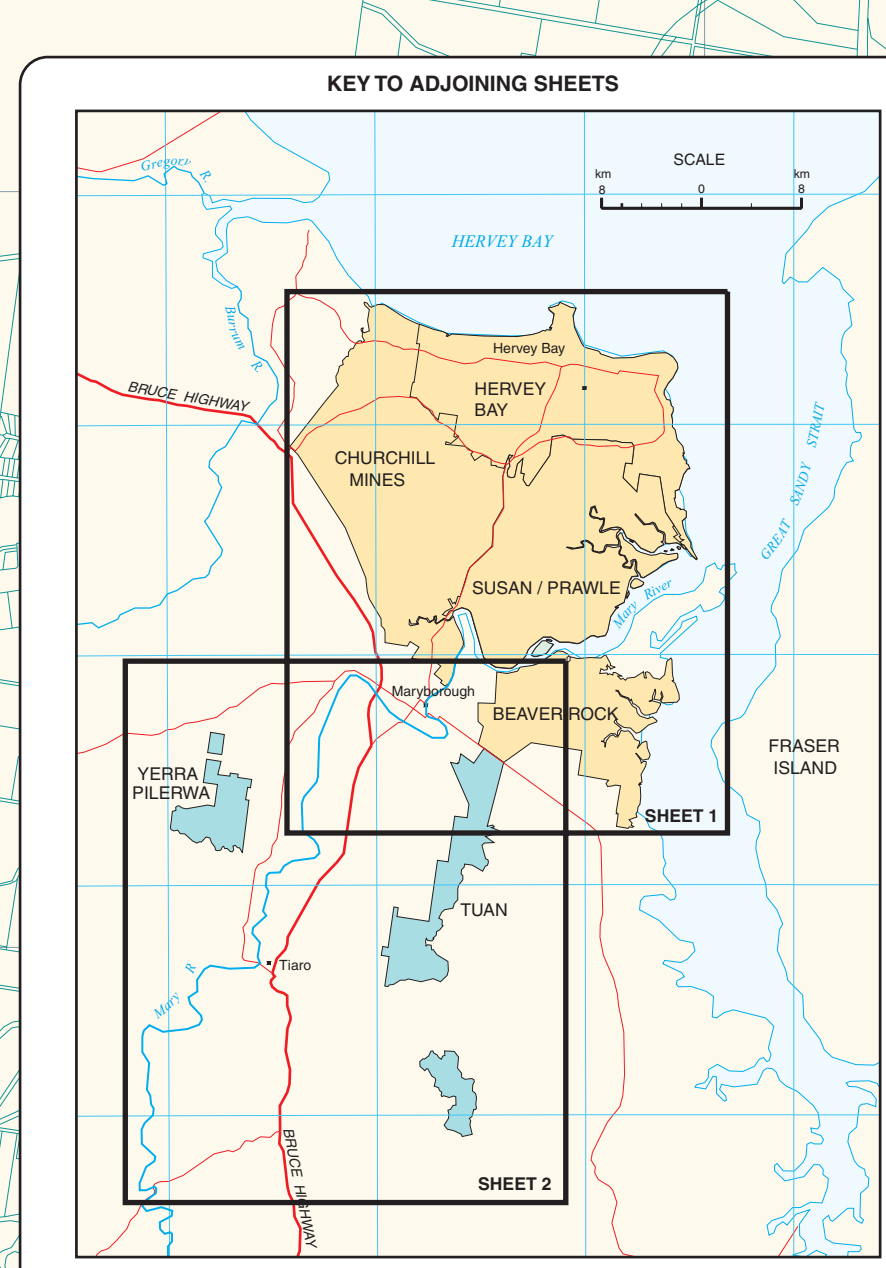 KEY TO ADJOINING SHEETS
Gregory R.
SCALE
km km
8 0 8
HERVEY BAY
Burrum R.
Hervey Bay
BRUCE HIGHWAY
HERVEY
BAY
GREAT SANDY STRAIT
CHURCHILL
MINES
SUSAN / PRAWLE
Mary River
Maryborough
BEAVER ROCK
FRASER
ISLAND
YERRA
PILERWA
SHEET 1
TUAN
Tiaro
Mary R
BRUCE HIGHWAY
SHEET 2